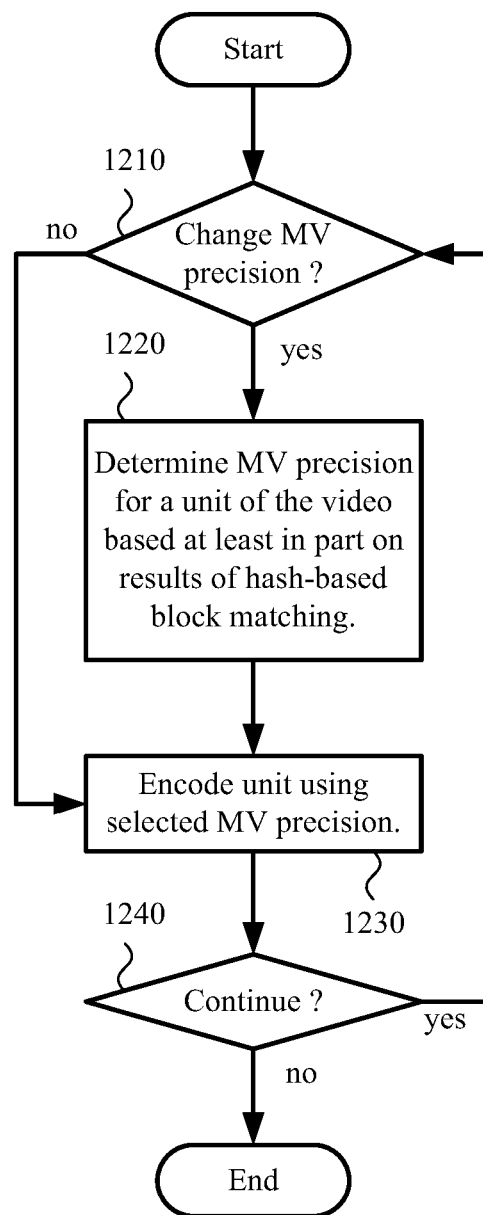 Start
1210
no
Change MV
precision ?
1220
yes
Determine MV precision
for a unit of the video
based at least in part on
results of hash-based
block matching.
Encode unit using
selected MV precision.
1240
1230
Continue ?
yes
no
End